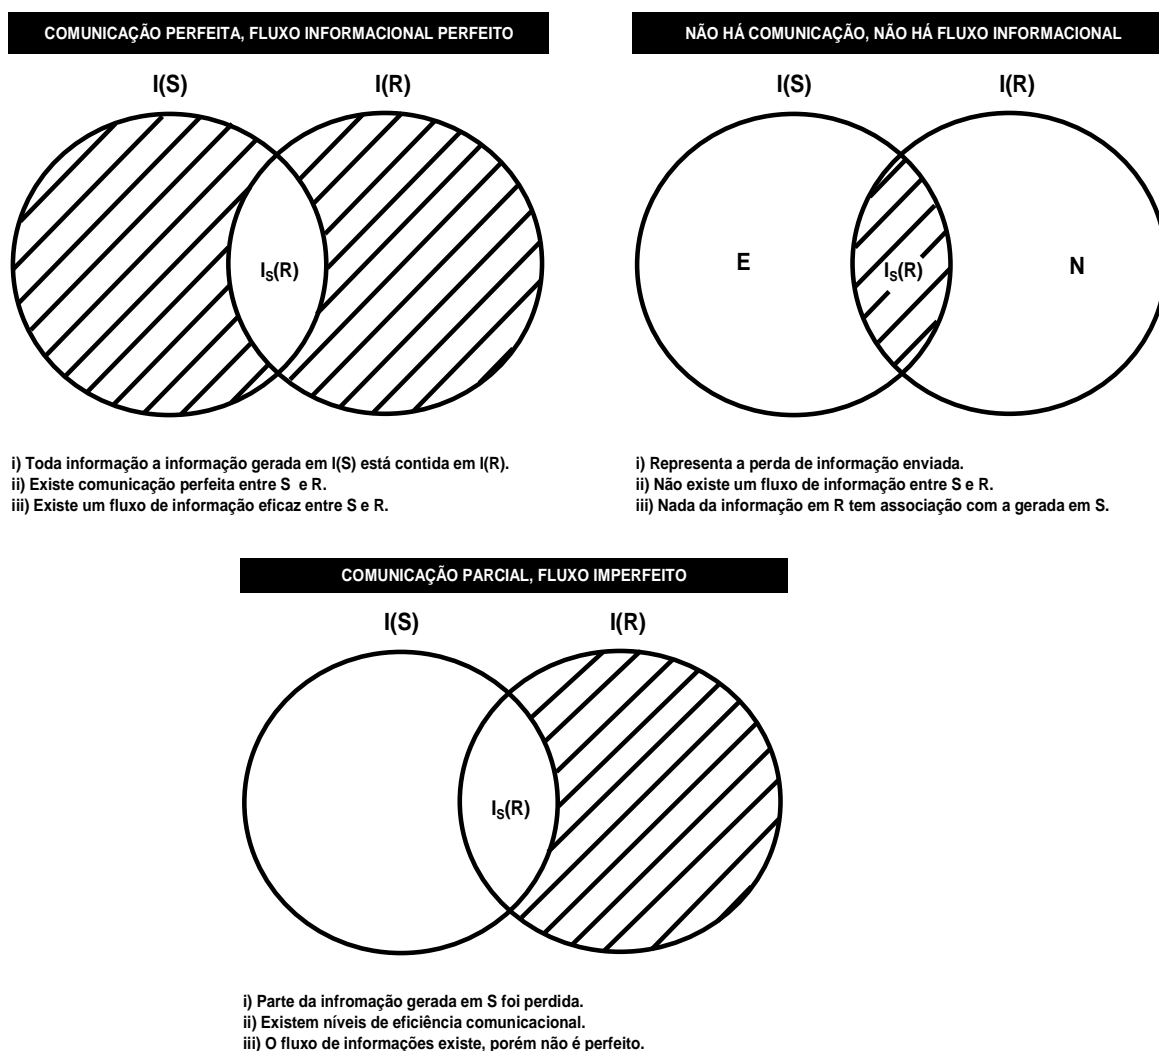 COMUNICAÇÃO PERFEITA, FLUXO INFORMACIONAL PERFEITO
I(S) I(R)
I_S(R)
i) Toda informação a informação gerada em I(S) está contida em I(R).
ii) Existe comunicação perfeita entre S e R.
iii) Existe um fluxo de informação eficaz entre S e R.
NÃO HÁ COMUNICAÇÃO, NÃO HÁ FLUXO INFORMACIONAL
I(S) I(R)
E I_S(R) N
i) Representa a perda de informação enviada.
ii) Não existe um fluxo de informação entre S e R.
iii) Nada da informação em R tem associação com a gerada em S.
COMUNICAÇÃO PARCIAL, FLUXO IMPERFEITO
I(S) I(R)
I_S(R)
i) Parte da infromação gerada em S foi perdida.
ii) Existem níveis de eficiência comunicacional.
iii) O fluxo de informações existe, porém não é perfeito.